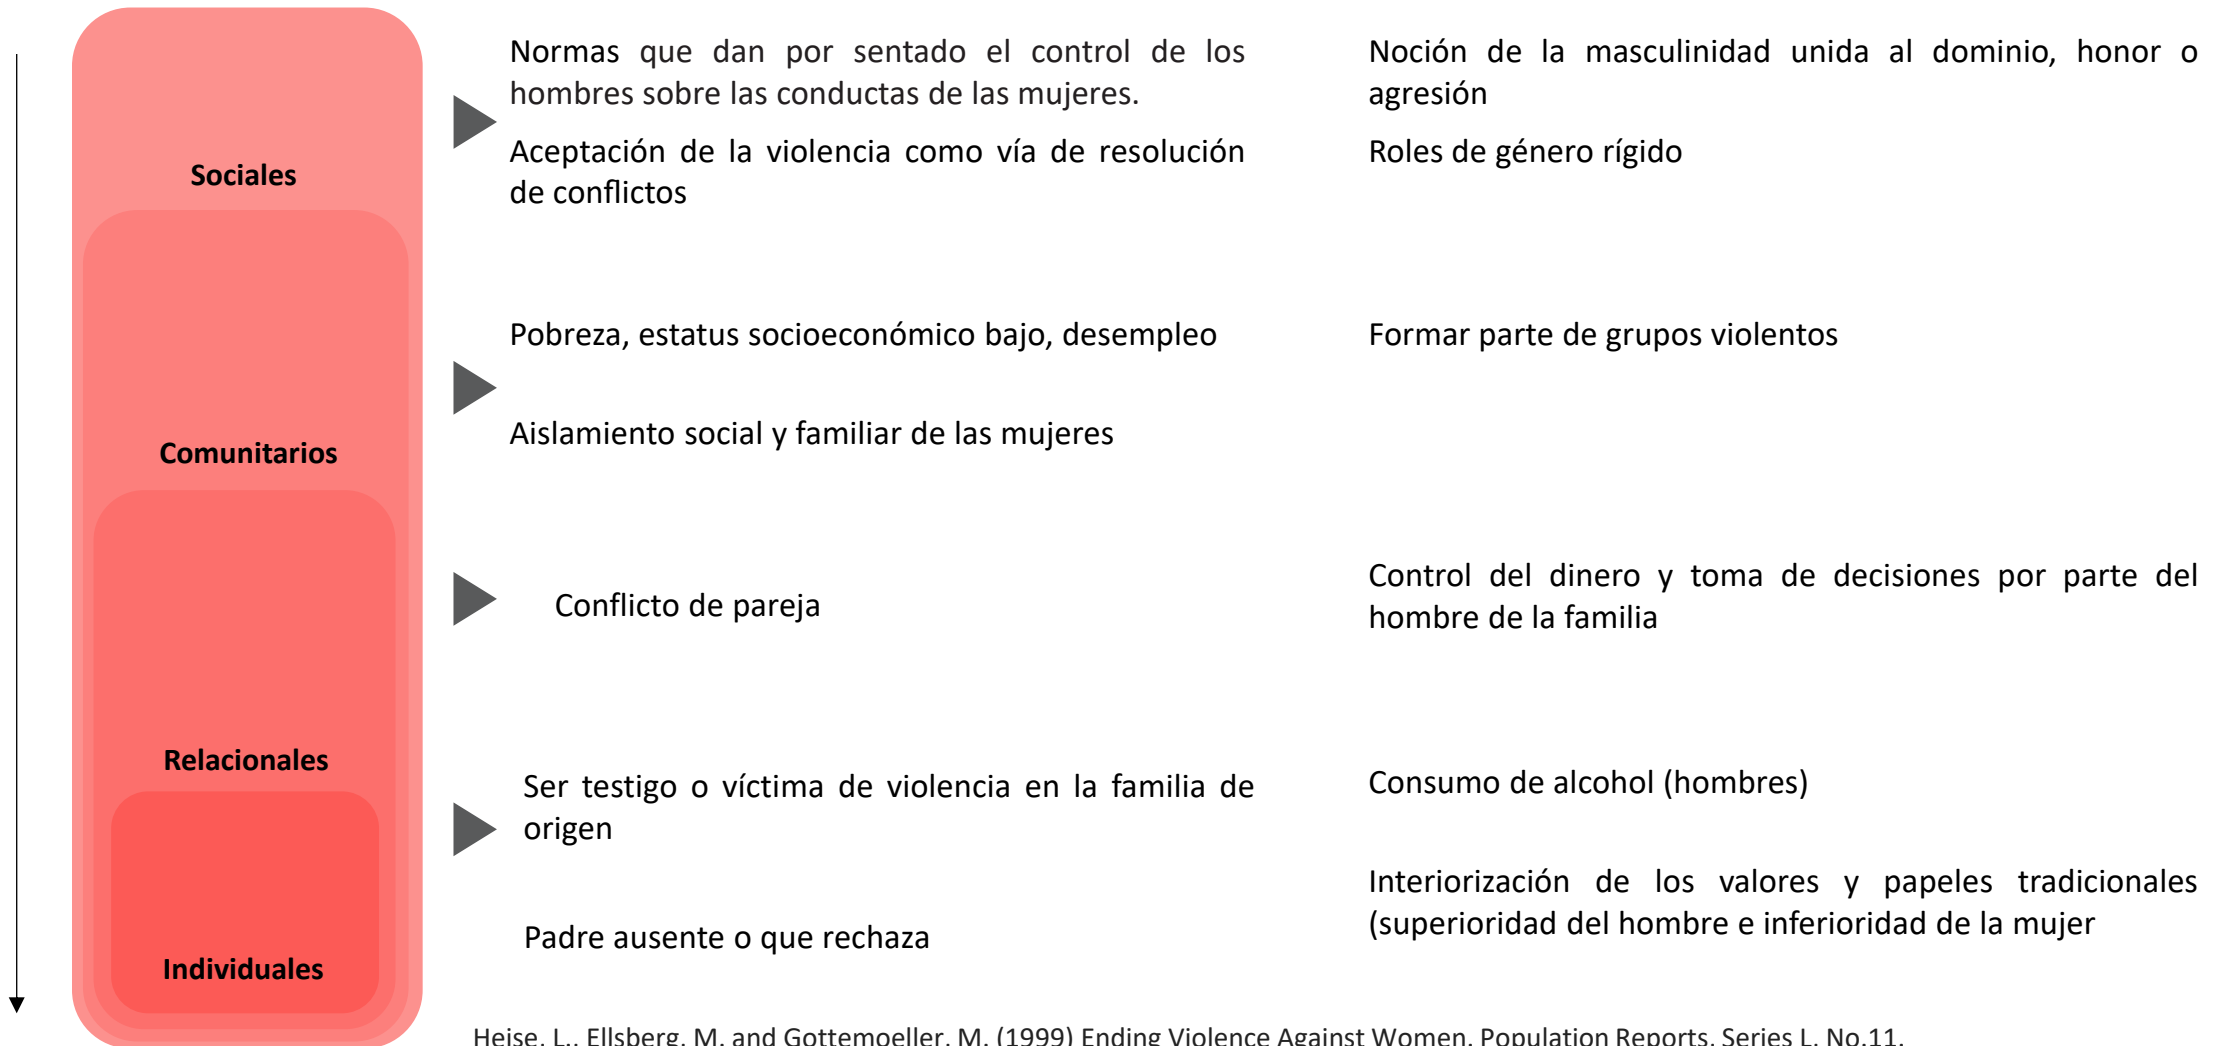 Sociales
Normas que dan por sentado el control de los
hombres sobre las conductas de las mujeres.
Aceptación de la violencia como vía de resolución
de conflictos
Noción de la masculinidad unida al dominio, honor o
agresión
Roles de género rígido
Comunitarios
Pobreza, estatus socioeconómico bajo, desempleo
Aislamiento social y familiar de las mujeres
Formar parte de grupos violentos
Relacionales
Conflicto de pareja
Control del dinero y toma de decisiones por parte del
hombre de la familia
Individuales
Ser testigo o víctima de violencia en la familia de
origen
Padre ausente o que rechaza
Consumo de alcohol (hombres)
Interiorización de los valores y papeles tradicionales
(superioridad del hombre e inferioridad de la mujer
Heise, L., Ellsberg, M. and Gottemoeller, M. (1999) Ending Violence Against Women. Population Reports, Series L, No.11.